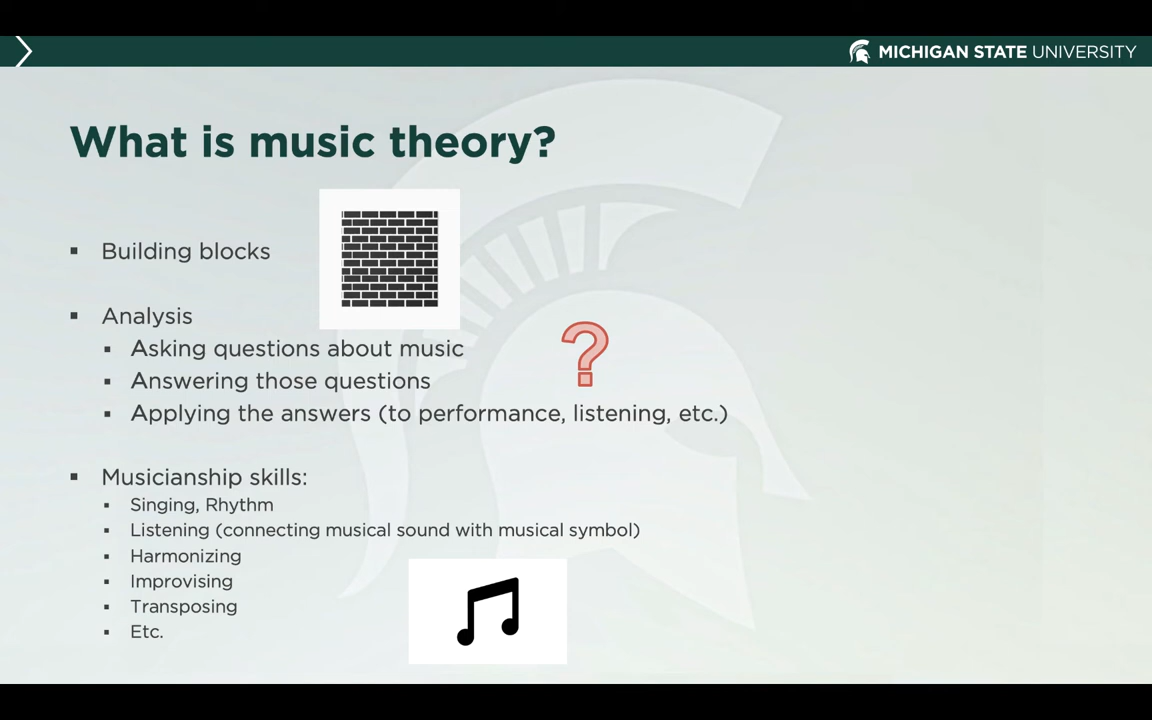 MICHIGAN STATE UNIVERSITY
What is music theory?
▪ Building blocks
▪ Analysis
▪ Asking questions about music
▪ Answering those questions
▪ Applying the answers (to performance, listening, etc.)
▪ Musicianship skills:
▪ Singing, Rhythm
▪ Listening (connecting musical sound with musical symbol)
▪ Harmonizing
▪ Improvising
▪ Transposing
▪ Etc.
?